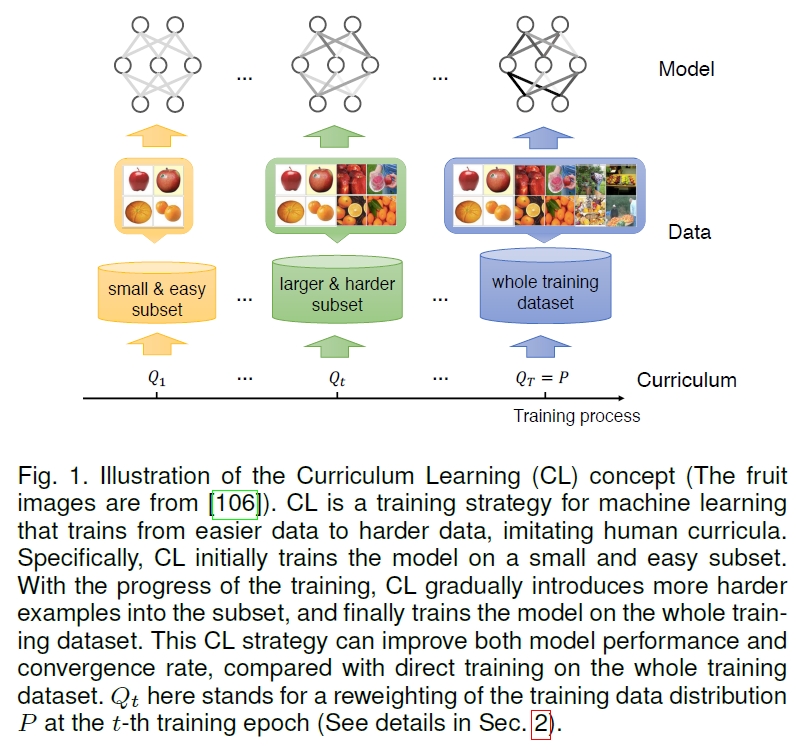 ...
...
Model
Data
small & easy
subset
...
larger & harder
subset
...
whole training
dataset
Q1
...
Qt
...
QT = P
Curriculum
Training process
Fig. 1. Illustration of the Curriculum Learning (CL) concept (The fruit
images are from [106]). CL is a training strategy for machine learning
that trains from easier data to harder data, imitating human curricula.
Specifically, CL initially trains the model on a small and easy subset.
With the progress of the training, CL gradually introduces more harder
examples into the subset, and finally trains the model on the whole train-
ing dataset. This CL strategy can improve both model performance and
convergence rate, compared with direct training on the whole training
dataset. Qt here stands for a reweighting of the training data distribution
P at the t-th training epoch (See details in Sec. 2).